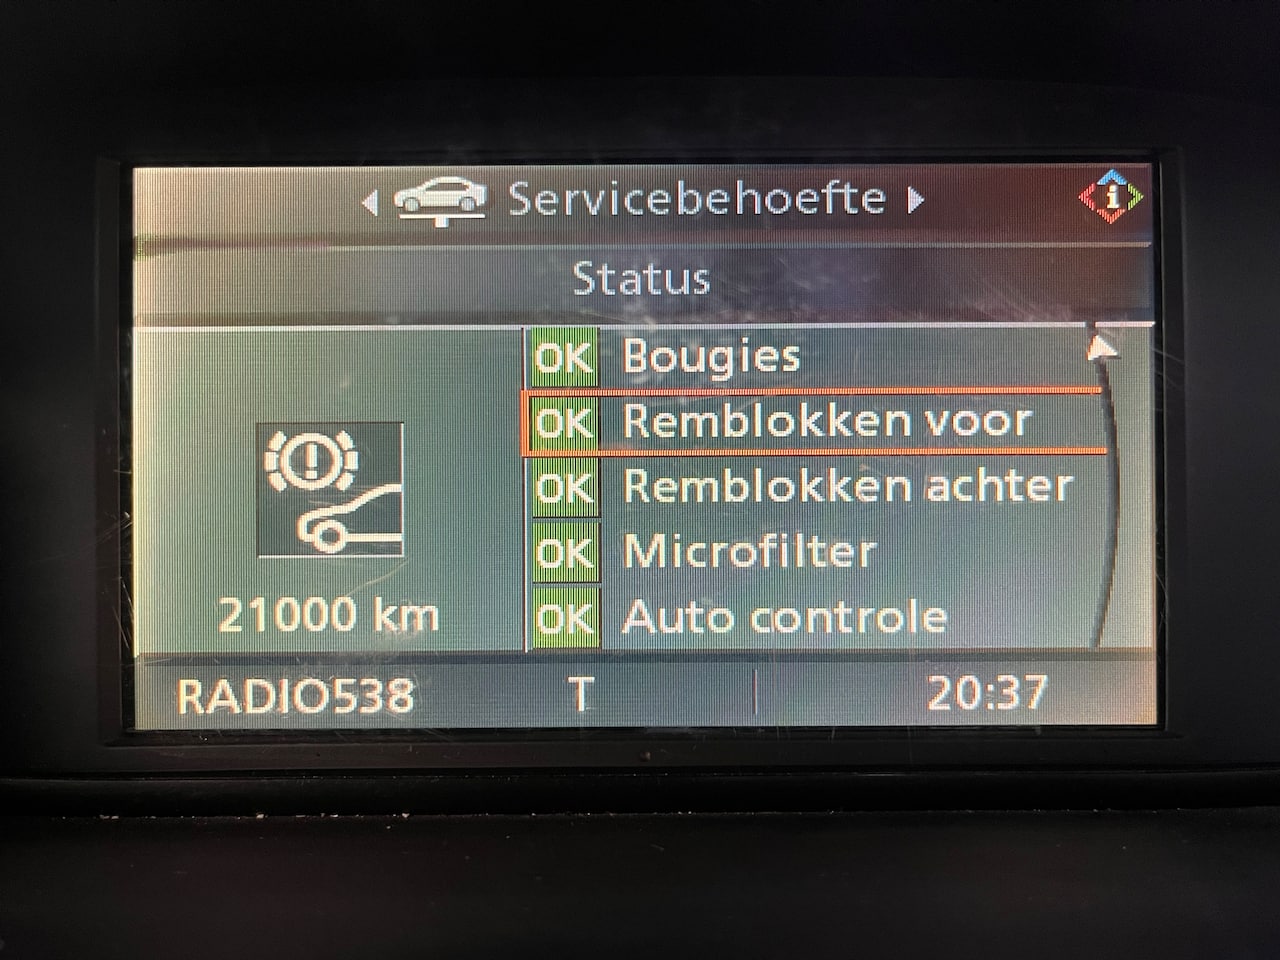 Servicebehoefte
i
Status
OK Bougies
OK Remblokken voor
OK Remblokken achter
OK Microfilter
OK Auto controle
21000 km
RADIO538 T 20:37